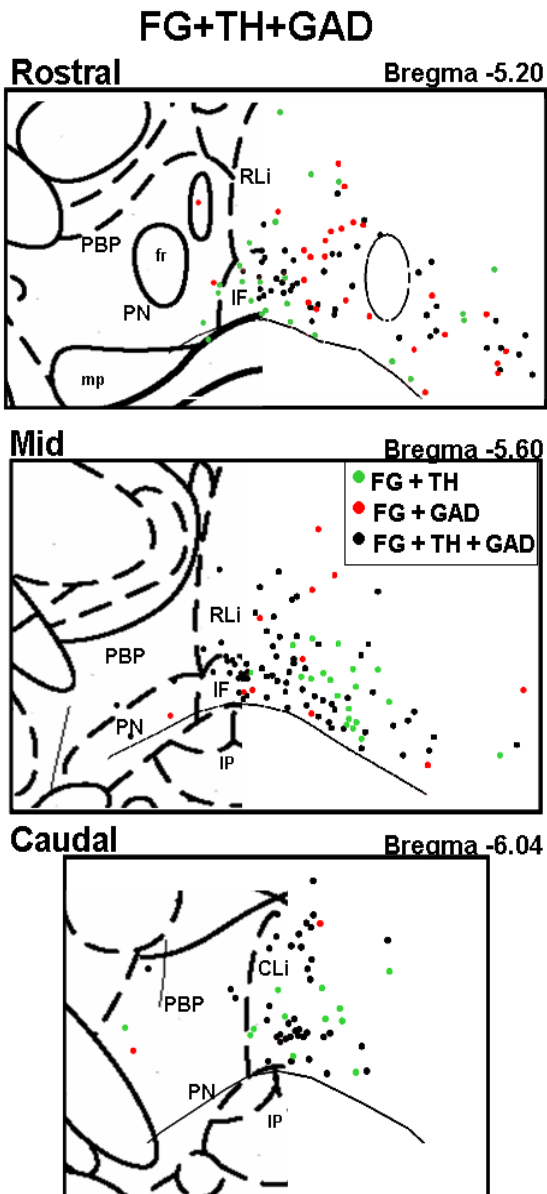 FG+TH+GAD
Rostral Bregma -5.20
RLi
PBP
fr
IF
PN
mp
Mid Bregma -5.60
FG + TH
FG + GAD
FG + TH + GAD
RLi
PBP
IF
PN
IP
Caudal Bregma -6.04
CLi
PBP
PN
IP